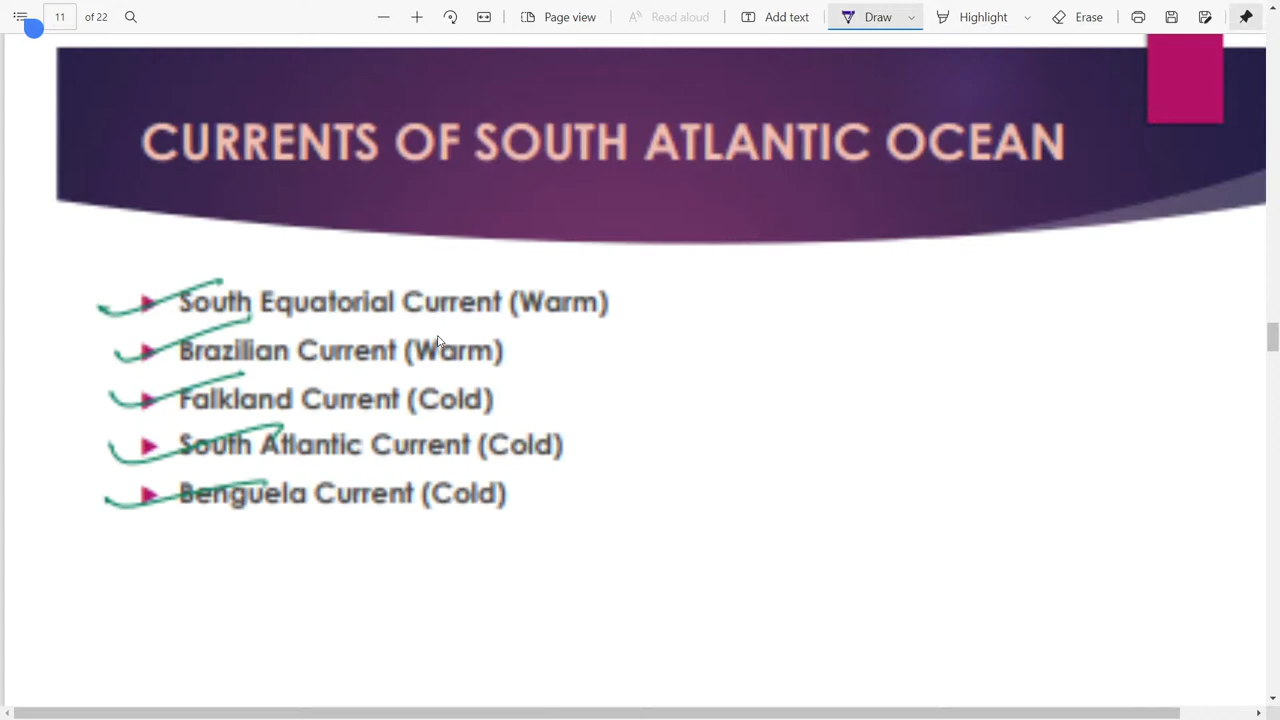 11 of 22 Page view Read aloud Add text Draw Highlight Erase
CURRENTS OF SOUTH ATLANTIC OCEAN
South Equatorial Current (Warm)
Brazilian Current (Warm)
Falkland Current (Cold)
South Atlantic Current (Cold)
Benguela Current (Cold)